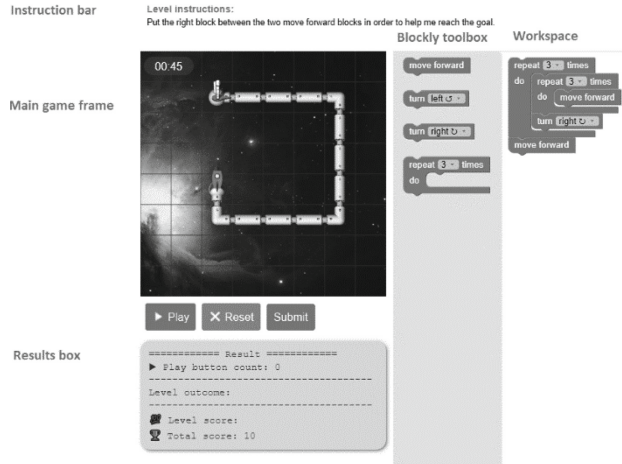 Instruction bar
Level instructions:
Put the right block between the two move forward blocks in order to help me reach the goal.
Blockly toolbox
Workspace
Main game frame
00:45
move forward
turn left ↺
turn right ↻
repeat 3 times
do
repeat 3 times
do repeat 3 times
do move forward
turn right ↻
move forward
Play
Reset
Submit
Results box
============ Result ============
Play button count: 0
Level outcome:
Level score:
Total score: 10